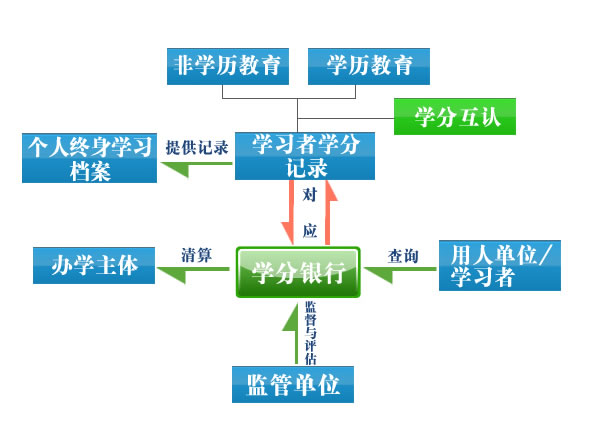 非学历教育
学历教育
学分互认
个人终身学习
档案
提供记录
学习者学分
记录
对
应
办学主体
清算
学分银行
查询
用人单位/
学习者
监督与评估
监管单位